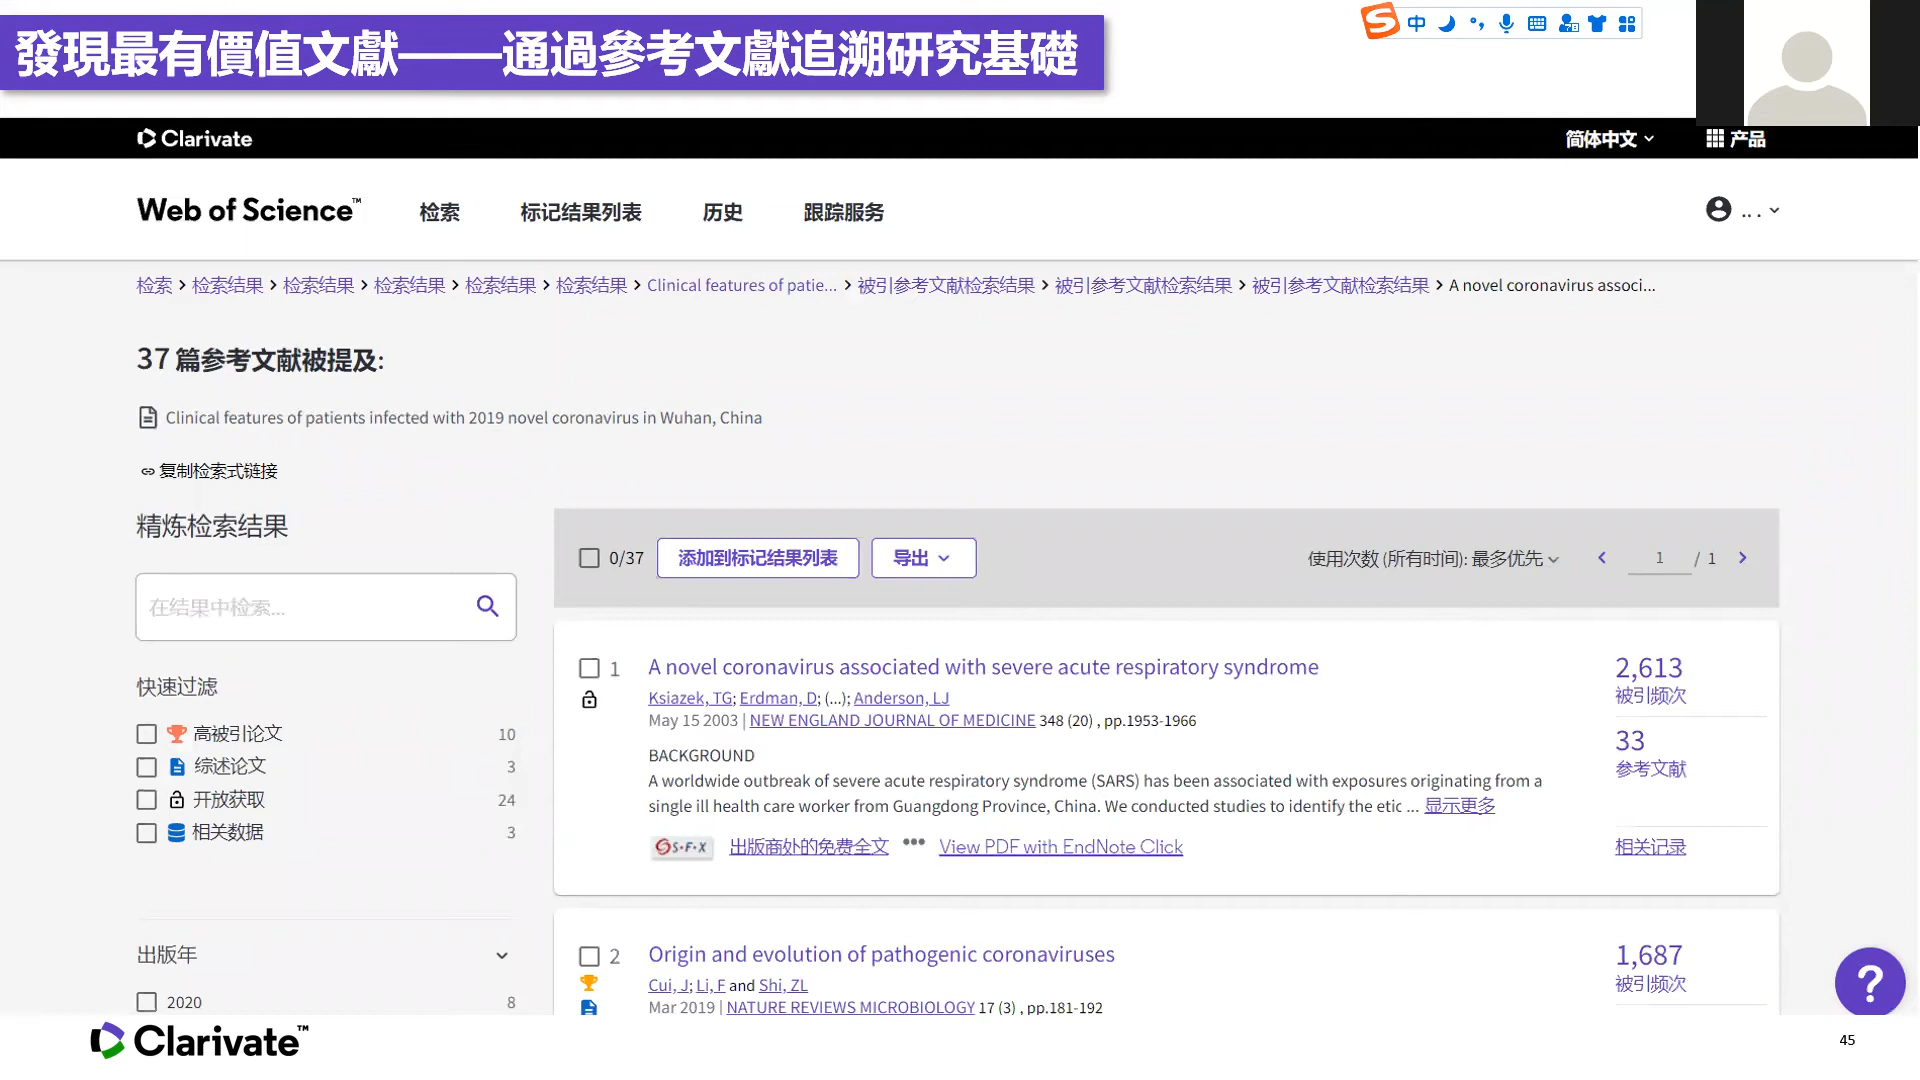 發現最有價值文獻——通過參考文獻追溯研究基礎
中
Clarivate
简体中文
产品
Web of Science™
检索
标记结果列表
历史
跟踪服务
...
检索 > 检索结果 > 检索结果 > 检索结果 > 检索结果 > 检索结果 > Clinical features of patie... > 被引参考文献检索结果 > 被引参考文献检索结果 > 被引参考文献检索结果 > A novel coronavirus associ...
37 篇参考文献被提及:
Clinical features of patients infected with 2019 novel coronavirus in Wuhan, China
复制检索式链接
精炼检索结果
在结果中检索...
快速过滤
高被引论文 10
综述论文 3
开放获取 24
相关数据 3
出版年
2020 8
0/37 添加到标记结果列表 导出 使用次数 (所有时间): 最多优先 < 1 / 1 >
1 A novel coronavirus associated with severe acute respiratory syndrome
Ksiazek, TG; Erdman, D; (...); Anderson, LJ
May 15 2003 | NEW ENGLAND JOURNAL OF MEDICINE 348 (20) , pp.1953-1966
BACKGROUND
A worldwide outbreak of severe acute respiratory syndrome (SARS) has been associated with exposures originating from a
single ill health care worker from Guangdong Province, China. We conducted studies to identify the etic ... 显示更多
S·F·X 出版商处的免费全文 ••• View PDF with EndNote Click
2,613
被引频次
33
参考文献
相关记录
2 Origin and evolution of pathogenic coronaviruses
Cui, J; Li, F and Shi, ZL
Mar 2019 | NATURE REVIEWS MICROBIOLOGY 17 (3) , pp.181-192
1,687
被引频次
?
Clarivate™
45